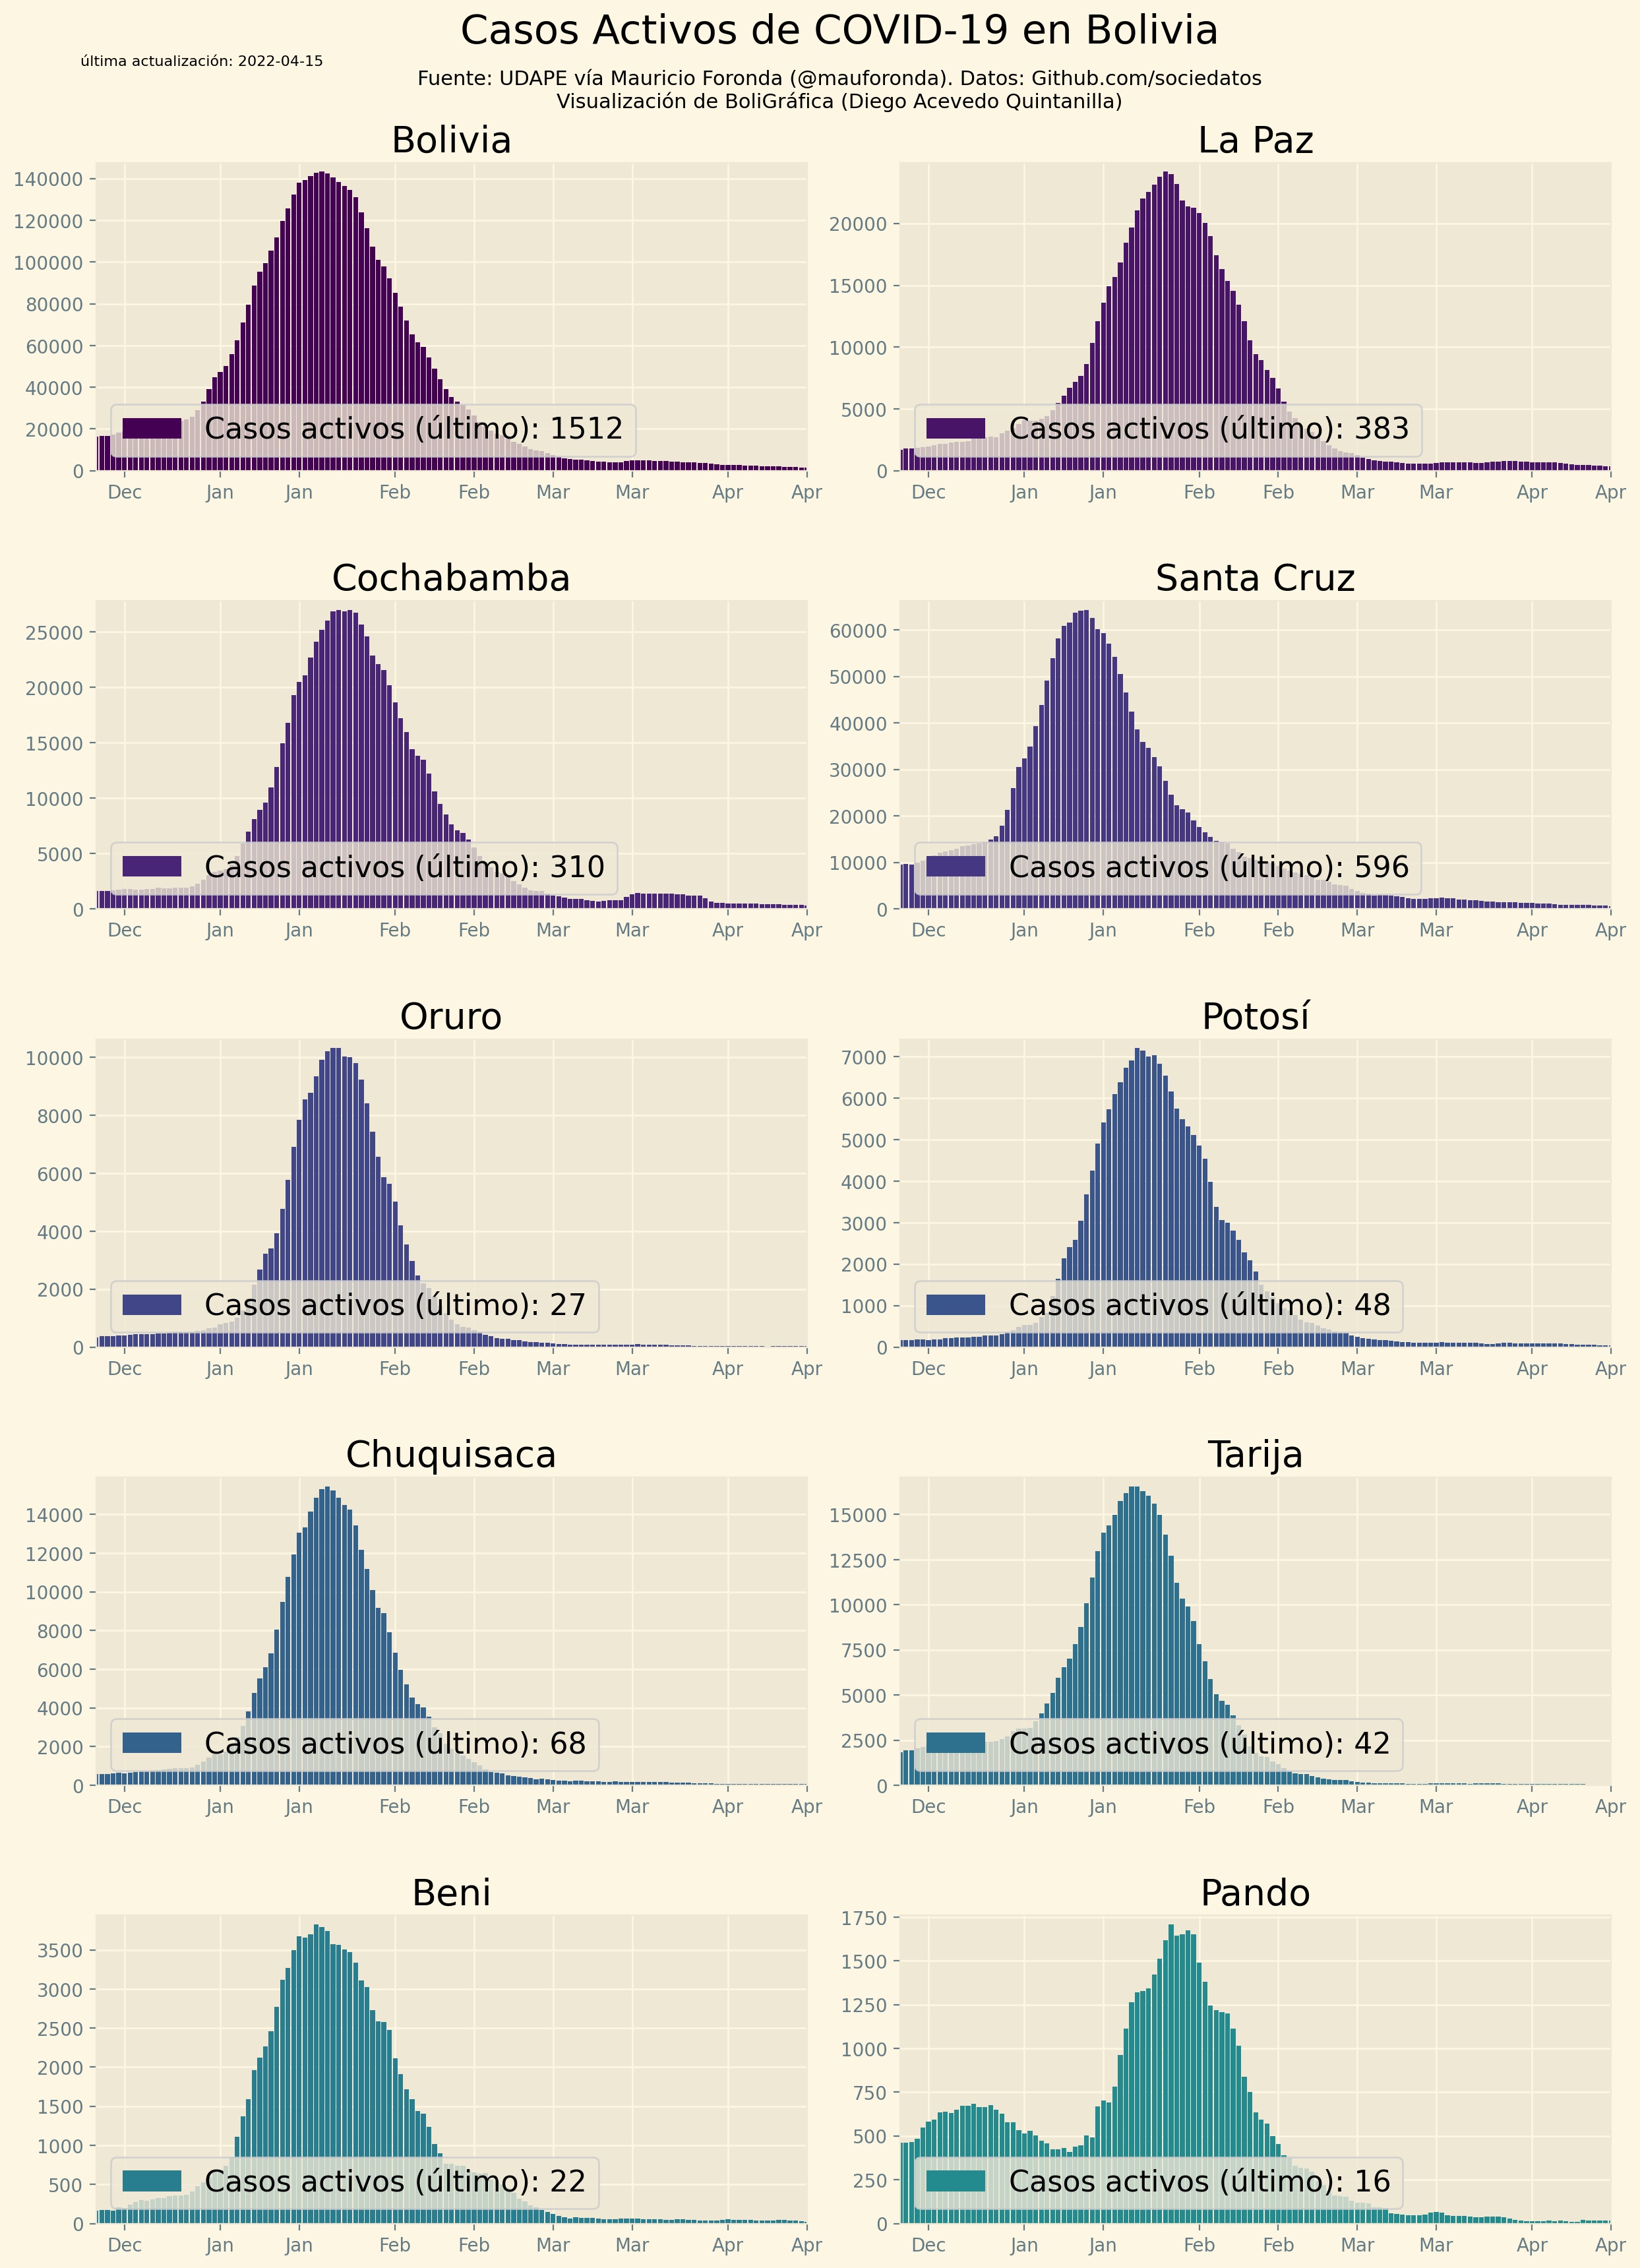 Casos Activos de COVID-19 en Bolivia
última actualización: 2022-04-15
Fuente: UDAPE vía Mauricio Foronda (@mauforonda). Datos: Github.com/sociedatos
Visualización de BoliGráfica (Diego Acevedo Quintanilla)
Bolivia
140000
120000
100000
80000
60000
40000
20000
0
Casos activos (último): 1512
Dec Jan Jan Feb Feb Mar Mar Apr Apr
La Paz
20000
15000
10000
5000
0
Casos activos (último): 383
Dec Jan Jan Feb Feb Mar Mar Apr Apr
Cochabamba
25000
20000
15000
10000
5000
0
Casos activos (último): 310
Dec Jan Jan Feb Feb Mar Mar Apr Apr
Santa Cruz
60000
50000
40000
30000
20000
10000
0
Casos activos (último): 596
Dec Jan Jan Feb Feb Mar Mar Apr Apr
Oruro
10000
8000
6000
4000
2000
0
Casos activos (último): 27
Dec Jan Jan Feb Feb Mar Mar Apr Apr
Potosí
7000
6000
5000
4000
3000
2000
1000
0
Casos activos (último): 48
Dec Jan Jan Feb Feb Mar Mar Apr Apr
Chuquisaca
14000
12000
10000
8000
6000
4000
2000
0
Casos activos (último): 68
Dec Jan Jan Feb Feb Mar Mar Apr Apr
Tarija
15000
12500
10000
7500
5000
2500
0
Casos activos (último): 42
Dec Jan Jan Feb Feb Mar Mar Apr Apr
Beni
3500
3000
2500
2000
1500
1000
500
0
Casos activos (último): 22
Dec Jan Jan Feb Feb Mar Mar Apr Apr
Pando
1750
1500
1250
1000
750
500
250
0
Casos activos (último): 16
Dec Jan Jan Feb Feb Mar Mar Apr Apr